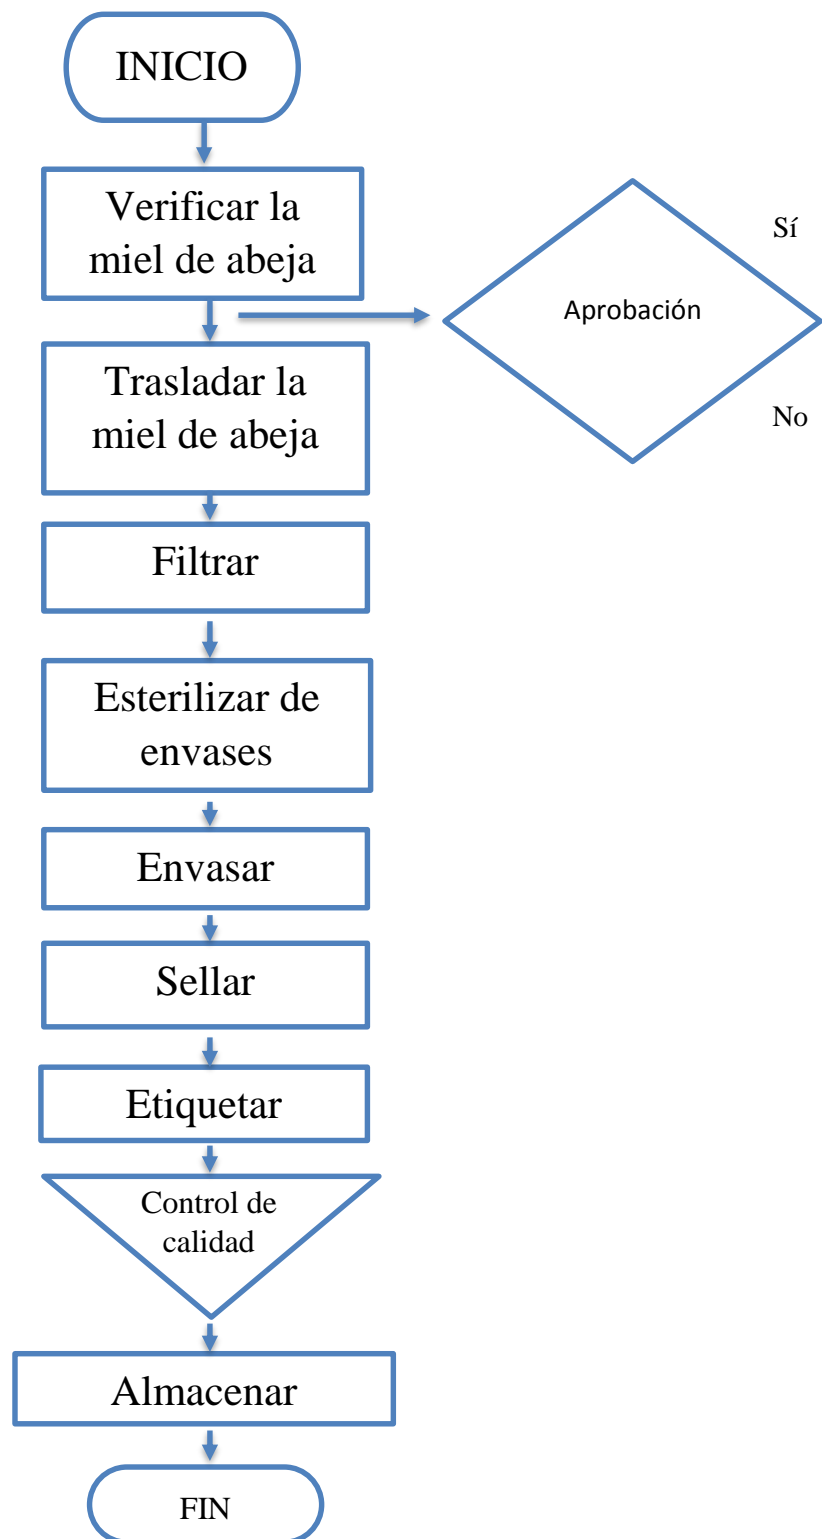 INICIO
Verificar la
miel de abeja
Sí
Aprobación
No
Trasladar la
miel de abeja
Filtrar
Esterilizar de
envases
Envasar
Sellar
Etiquetar
Control de
calidad
Almacenar
FIN